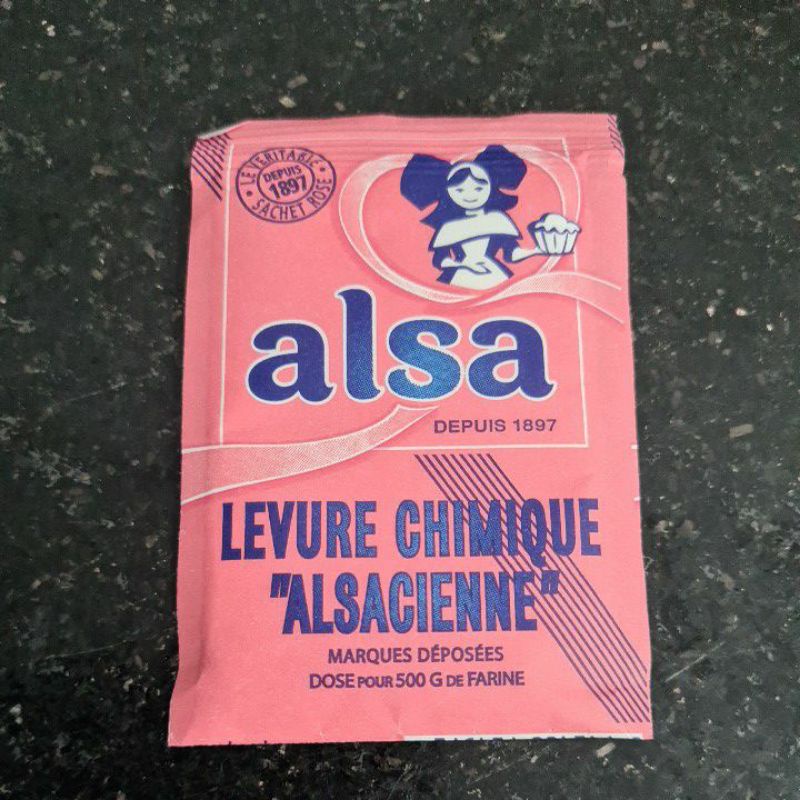 LE VÉRITABLE
DEPUIS
1897
SACHET ROSE
alsa
DEPUIS 1897
LEVURE CHIMIQUE
"ALSACIENNE"
MARQUES DÉPOSÉES
DOSE POUR 500 G DE FARINE